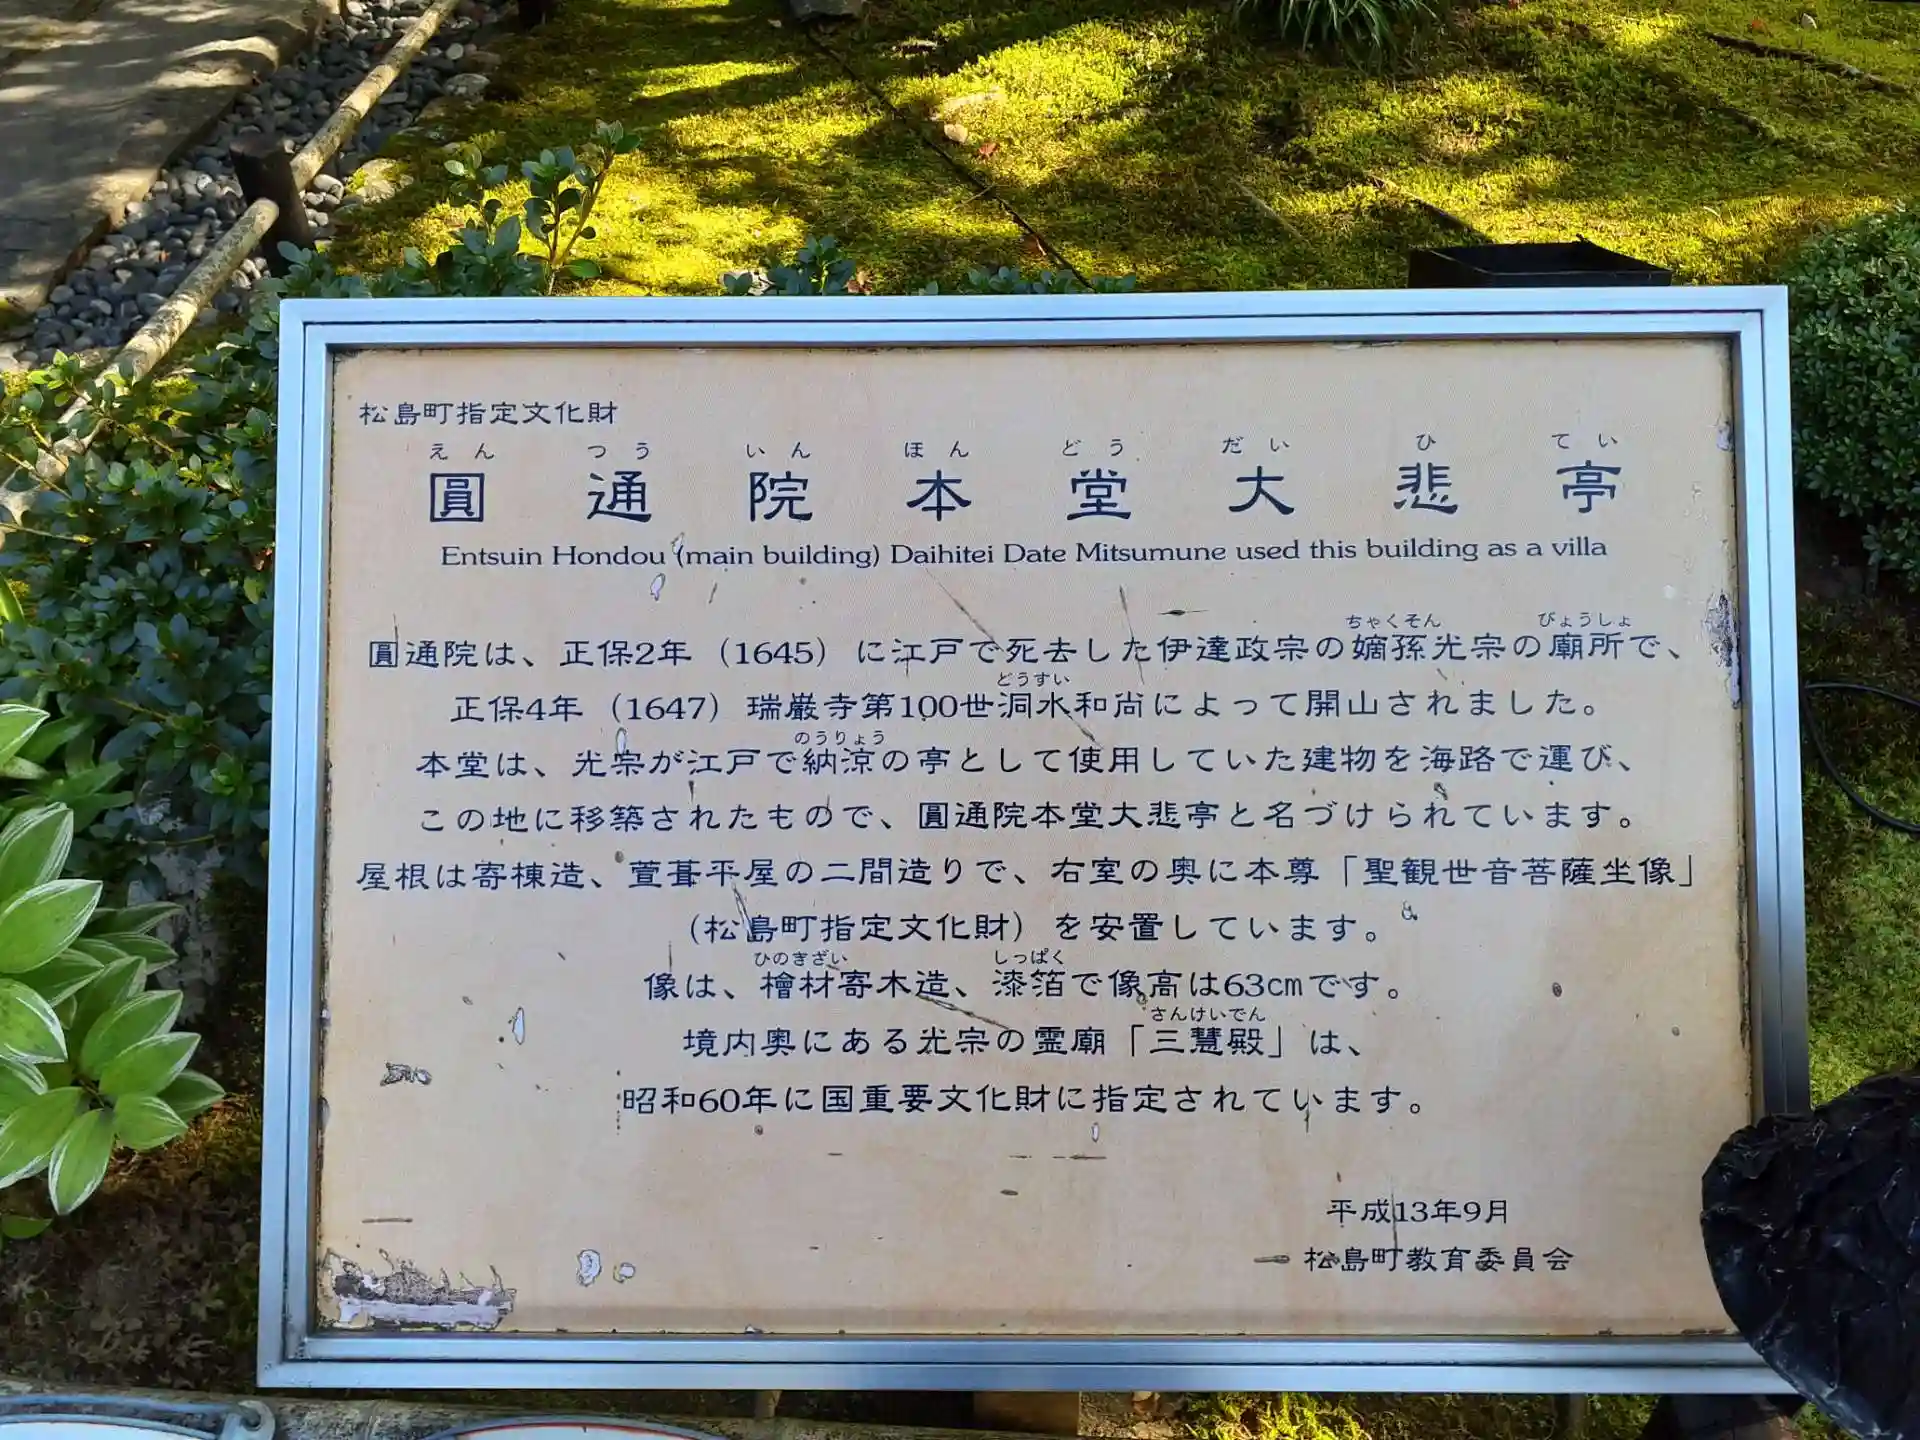 松島町指定文化財
えん つう いん ほん どう だい ひ てい
圓通院本堂大悲亭
Entsuin Hondou (main building) Daihitei Date Mitsumune used this building as a villa
ちゃくそん びょうしょ
圓通院は、正保2年（1645）に江戸で死去した伊達政宗の嫡孫光宗の廟所で、
どうすい
正保4年（1647）瑞巌寺第100世洞水和尚によって開山されました。
のうりょう
本堂は、光宗が江戸で納涼の亭として使用していた建物を海路で運び、
この地に移築されたもので、圓通院本堂大悲亭と名づけられています。
屋根は寄棟造、萱葺平屋の二間造りで、右室の奥に本尊「聖観世音菩薩坐像」
（松島町指定文化財）を安置しています。
ひのきざい しっぱく
像は、檜材寄木造、漆箔で像高は63㎝です。
さんけいでん
境内奥にある光宗の霊廟「三慧殿」は、
昭和60年に国重要文化財に指定されています。
平成13年9月
松島町教育委員会